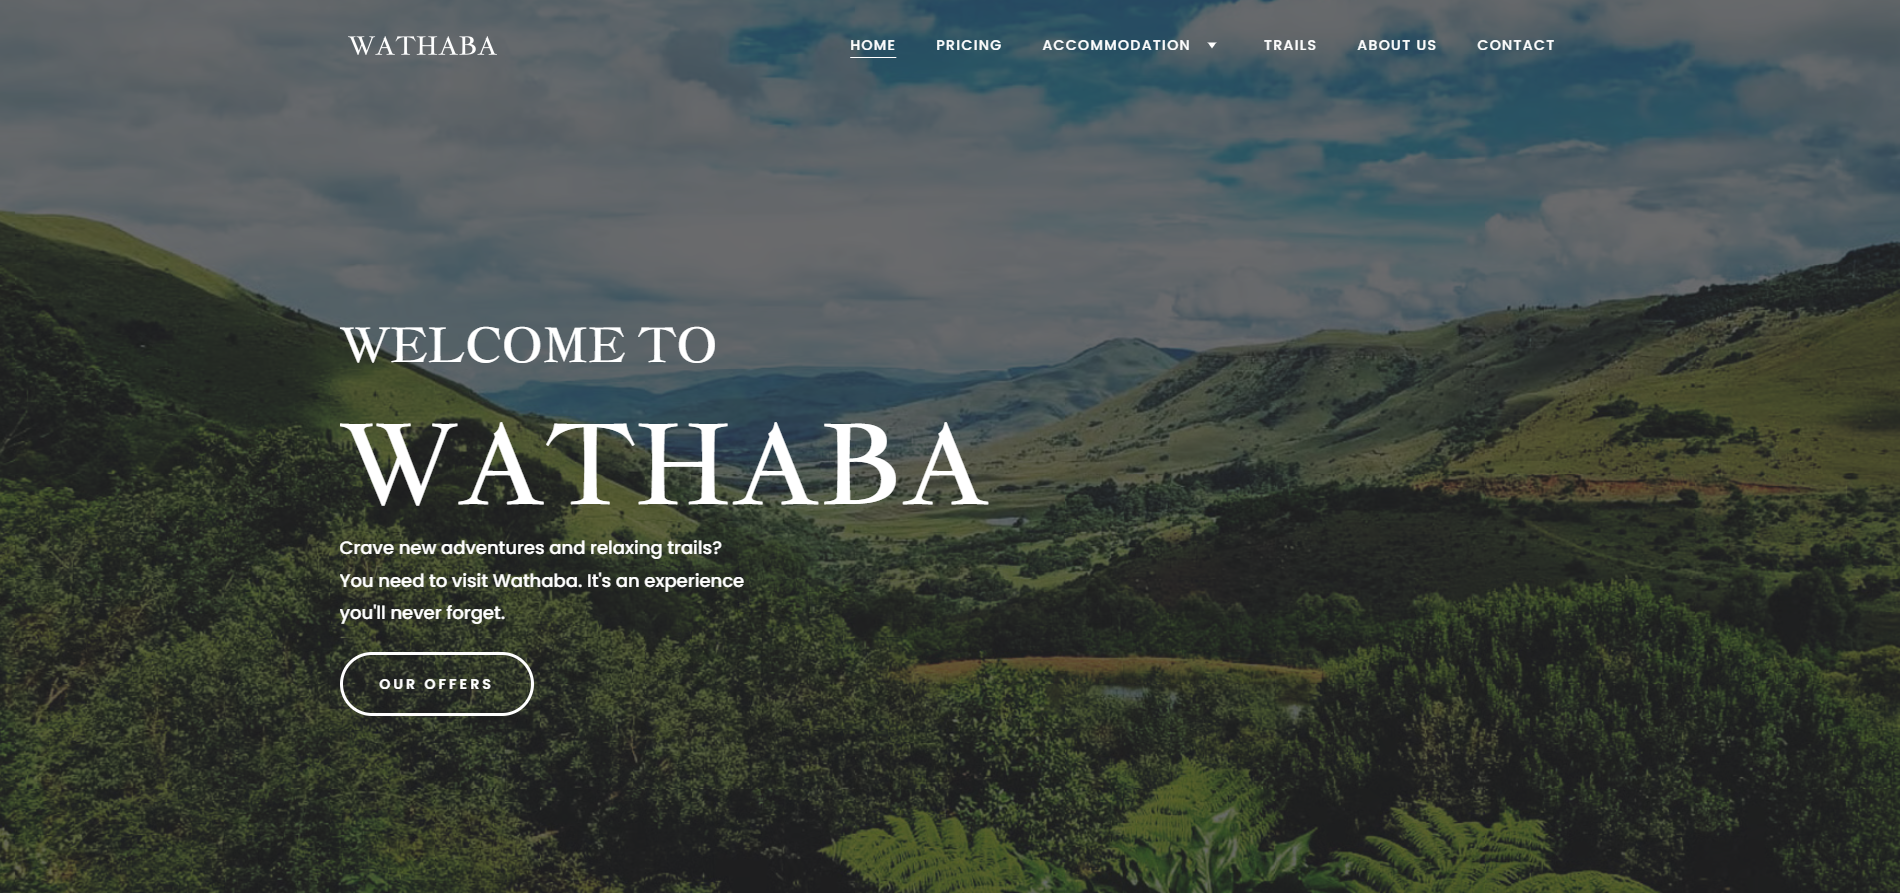 WATHABA
HOME PRICING ACCOMMODATION TRAILS ABOUT US CONTACT
WELCOME TO
WATHABA
Crave new adventures and relaxing trails?
You need to visit Wathaba. It's an experience
you'll never forget.
OUR OFFERS